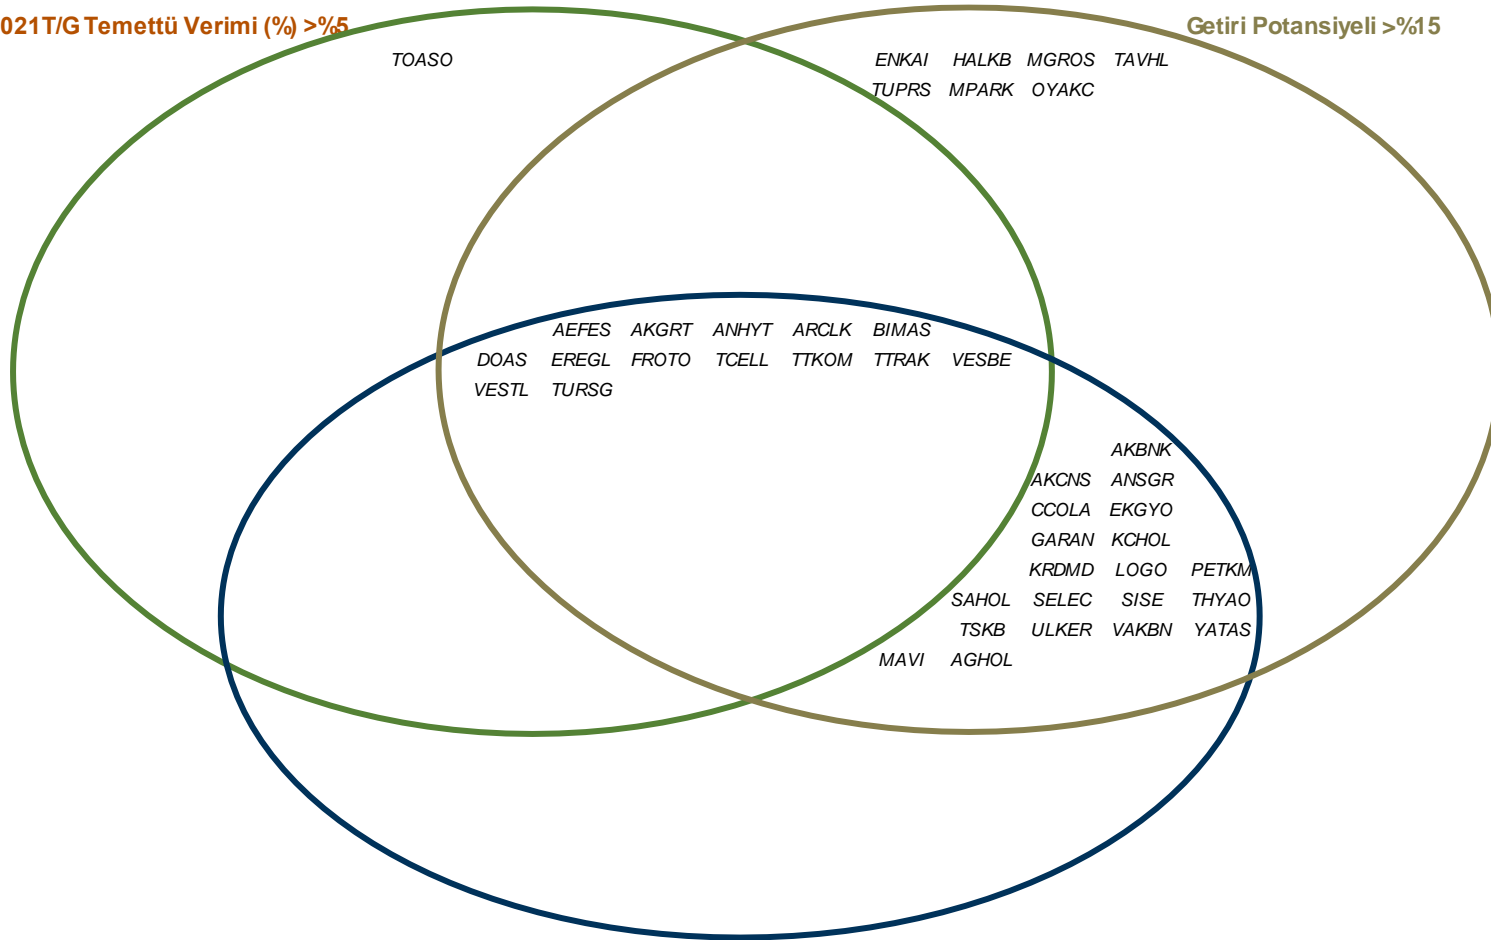 021T/G Temettü Verimi (%) >%5
Getiri Potansiyeli >%15
TOASO
ENKAI HALKB MGROS TAVHL
TUPRS MPARK OYAKC
AEFES AKGRT ANHYT ARCLK BIMAS
DOAS EREGL FROTO TCELL TTKOM TTRAK VESBE
VESTL TURSG
AKBNK
AKCNS ANSGR
CCOLA EKGYO
GARAN KCHOL
KRDMD LOGO PETKM
SAHOL SELEC SISE THYAO
TSKB ULKER VAKBN YATAS
MAVI AGHOL